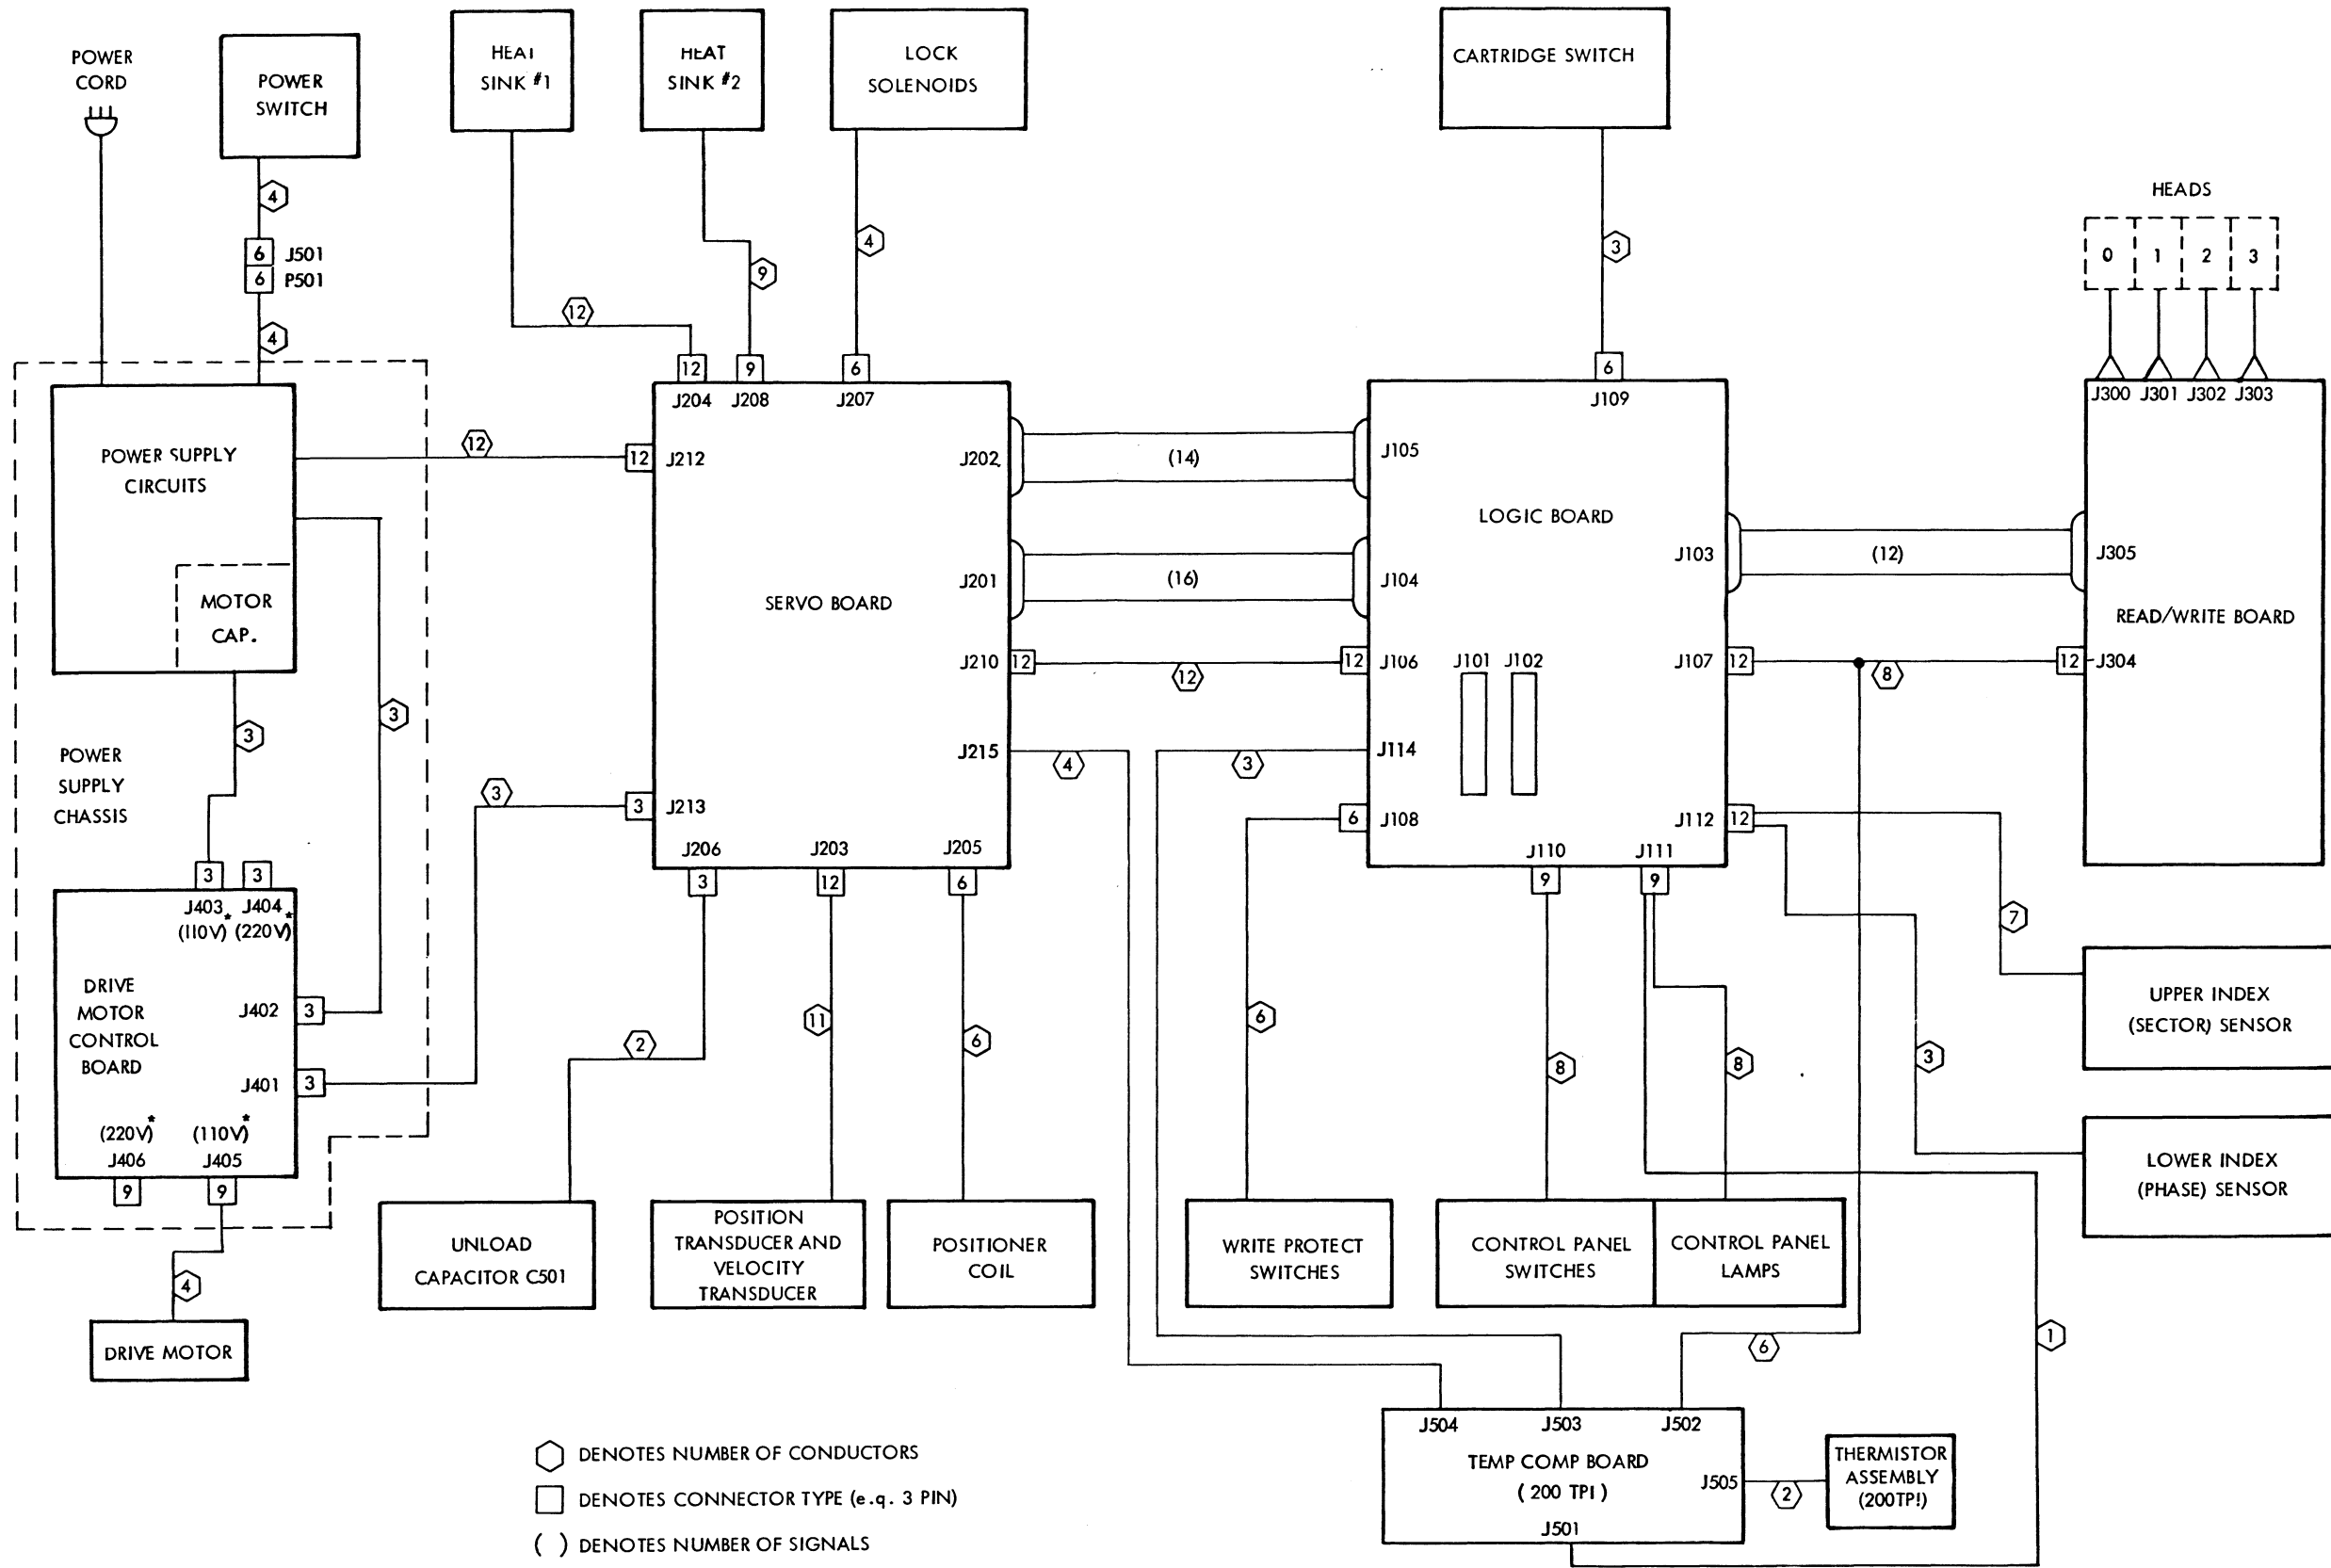 POWER
CORD
POWER
SWITCH
4
6
J501
6
P501
4
HEAT
SINK #1
12
HEAT
SINK #2
9
LOCK
SOLENOIDS
4
CARTRIDGE SWITCH
3
HEADS
0
1
2
3
J300
J301
J302
J303
12
9
6
J204
J208
J207
6
J109
POWER SUPPLY
CIRCUITS
MOTOR
CAP.
12
12
J212
3
3
POWER
SUPPLY
CHASSIS
SERVO BOARD
J202
(14)
J105
J201
(16)
J104
J210
12
12
12
J106
J215
4
3
J114
3
3
J213
6
J108
J206
J203
J205
3
12
6
LOGIC BOARD
J101
J102
J103
(12)
J305
READ/WRITE BOARD
J107
12
8
12
J304
J112
12
J110
J111
9
9
3
3
J403
J404
(110V)*
(220V)*
DRIVE
MOTOR
CONTROL
BOARD
J402
3
J401
3
(220V)*
(110V)*
J406
J405
9
9
4
DRIVE MOTOR
2
UNLOAD
CAPACITOR C501
11
POSITION
TRANSDUCER AND
VELOCITY
TRANSDUCER
6
POSITIONER
COIL
6
WRITE PROTECT
SWITCHES
8
CONTROL PANEL
SWITCHES
8
CONTROL PANEL
LAMPS
7
UPPER INDEX
(SECTOR) SENSOR
3
LOWER INDEX
(PHASE) SENSOR
6
1
J504
J503
J502
TEMP COMP BOARD
(200 TPI)
J505
J501
2
THERMISTOR
ASSEMBLY
(200TPI)
DENOTES NUMBER OF CONDUCTORS
DENOTES CONNECTOR TYPE (e.q. 3 PIN)
( ) DENOTES NUMBER OF SIGNALS